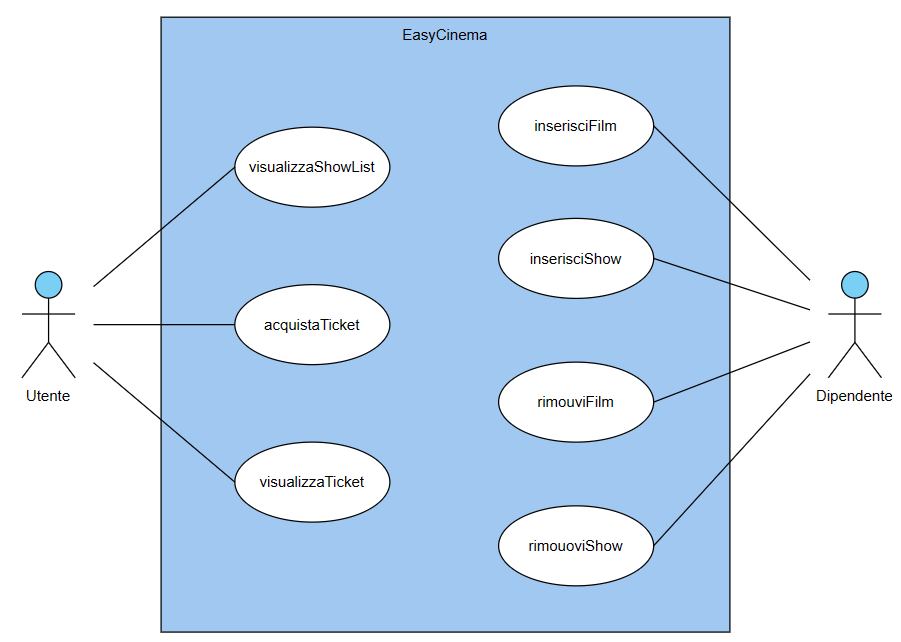 EasyCinema
visualizzaShowList
acquistaTicket
visualizzaTicket
inserisciFilm
inserisciShow
rimouviFilm
rimouoviShow
Utente
Dipendente